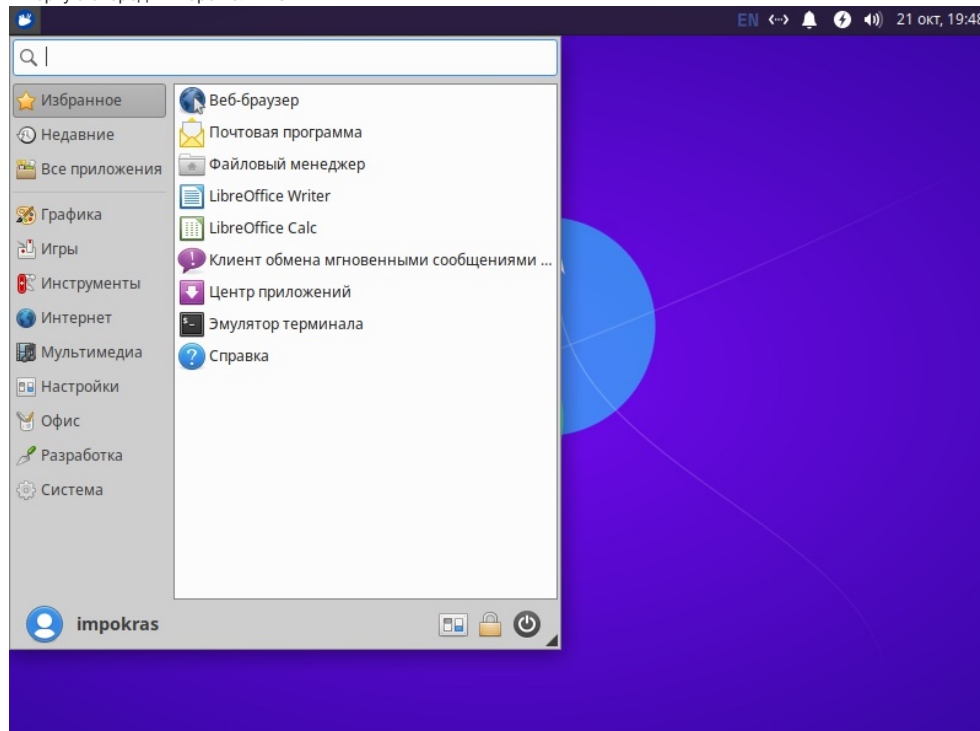 EN
21 окт, 19:48
Избранное
Недавние
Все приложения
Графика
Игры
Инструменты
Интернет
Мультимедиа
Настройки
Офис
Разработка
Система
Веб-браузер
Почтовая программа
Файловый менеджер
LibreOffice Writer
LibreOffice Calc
Клиент обмена мгновенными сообщениями ...
Центр приложений
Эмулятор терминала
Справка
impokras